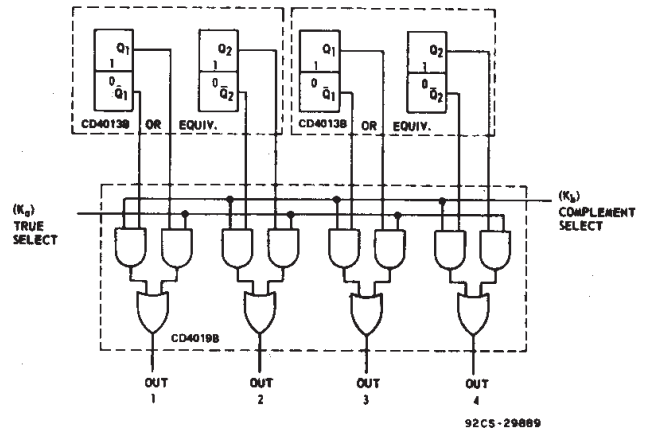 Q1
1
0
Q̄1
Q2
1
0
Q̄2
Q1
1
0
Q̄1
Q2
1
0
Q̄2
CD4013B OR EQUIV.
CD4013B OR EQUIV.
(Ka)
TRUE
SELECT
(Kb)
COMPLEMENT
SELECT
CD4019B
OUT
1
OUT
2
OUT
3
OUT
4
92CS-29889